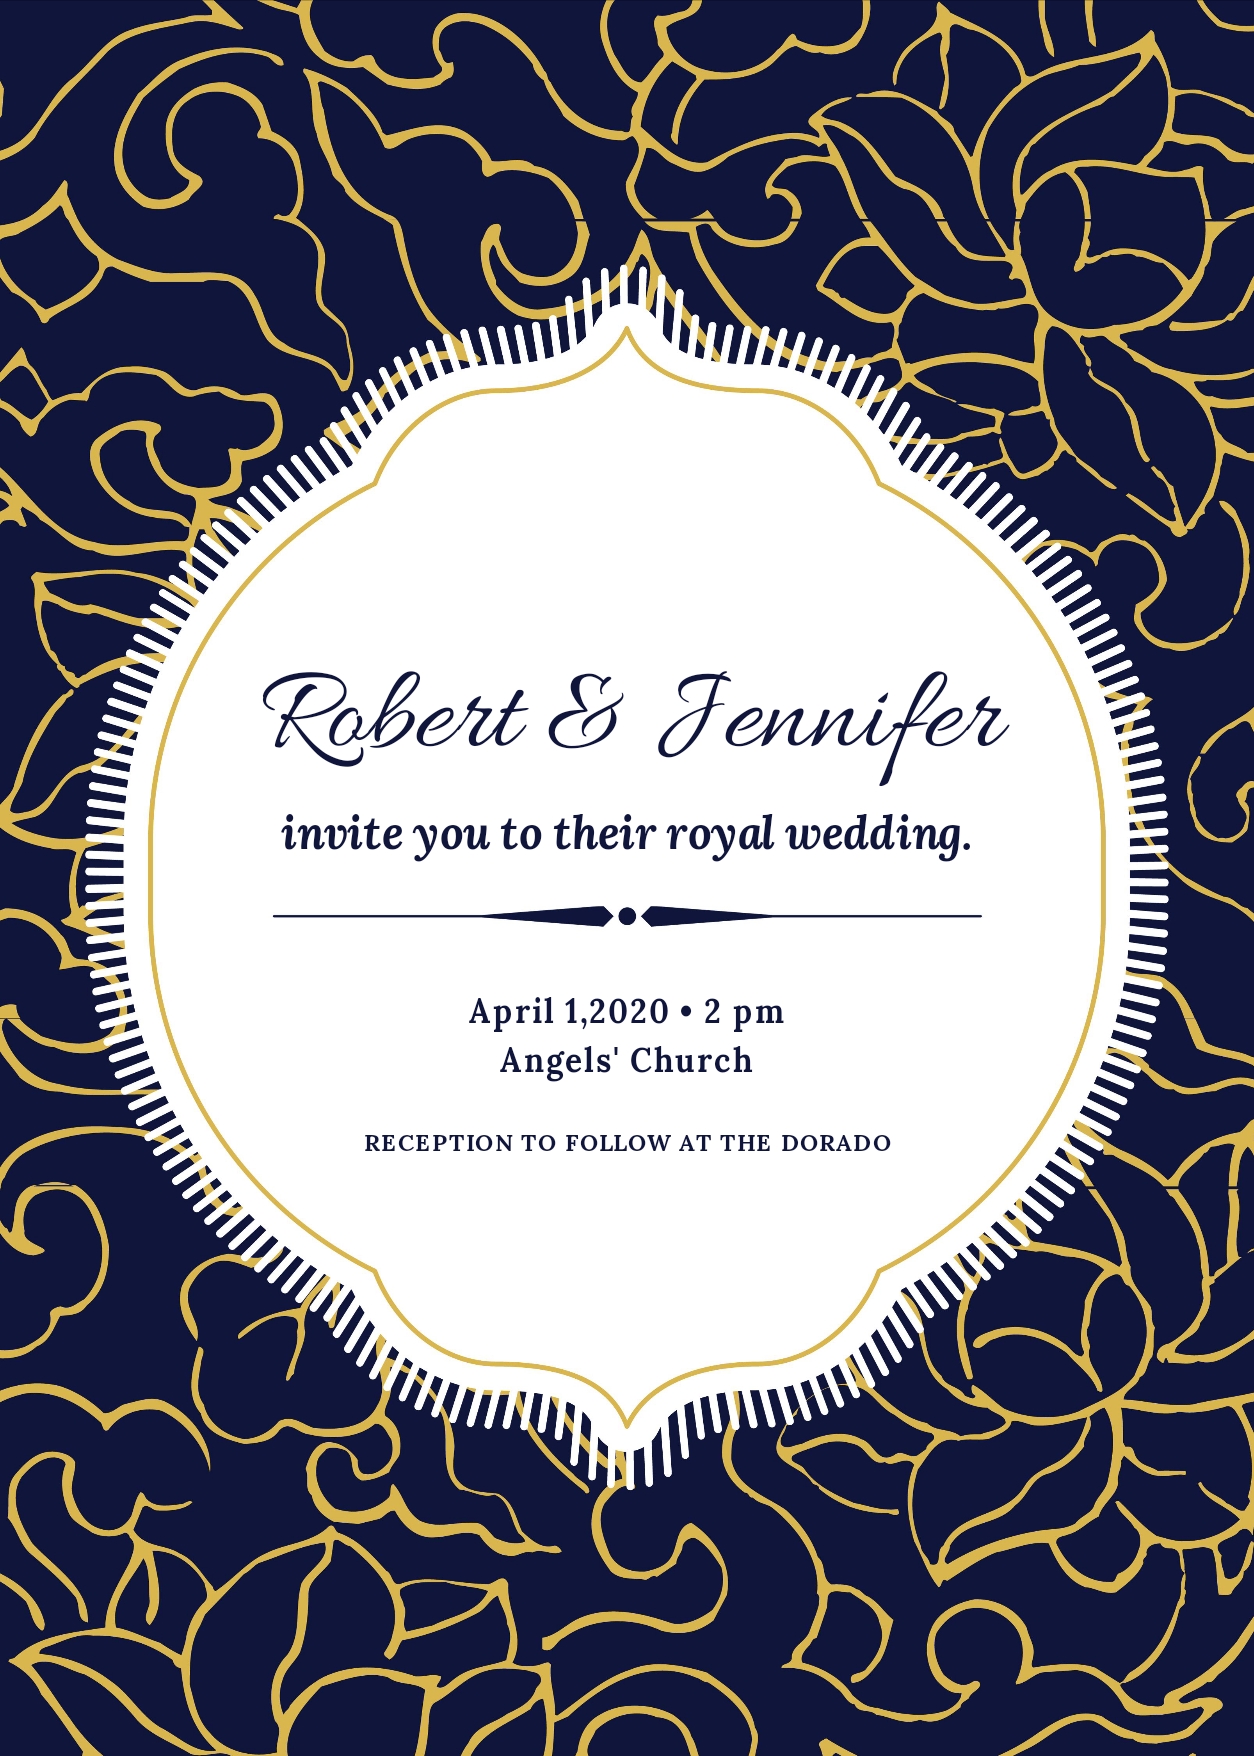 Robert & Jennifer
invite you to their royal wedding.
April 1,2020 • 2 pm
Angels' Church
RECEPTION TO FOLLOW AT THE DORADO